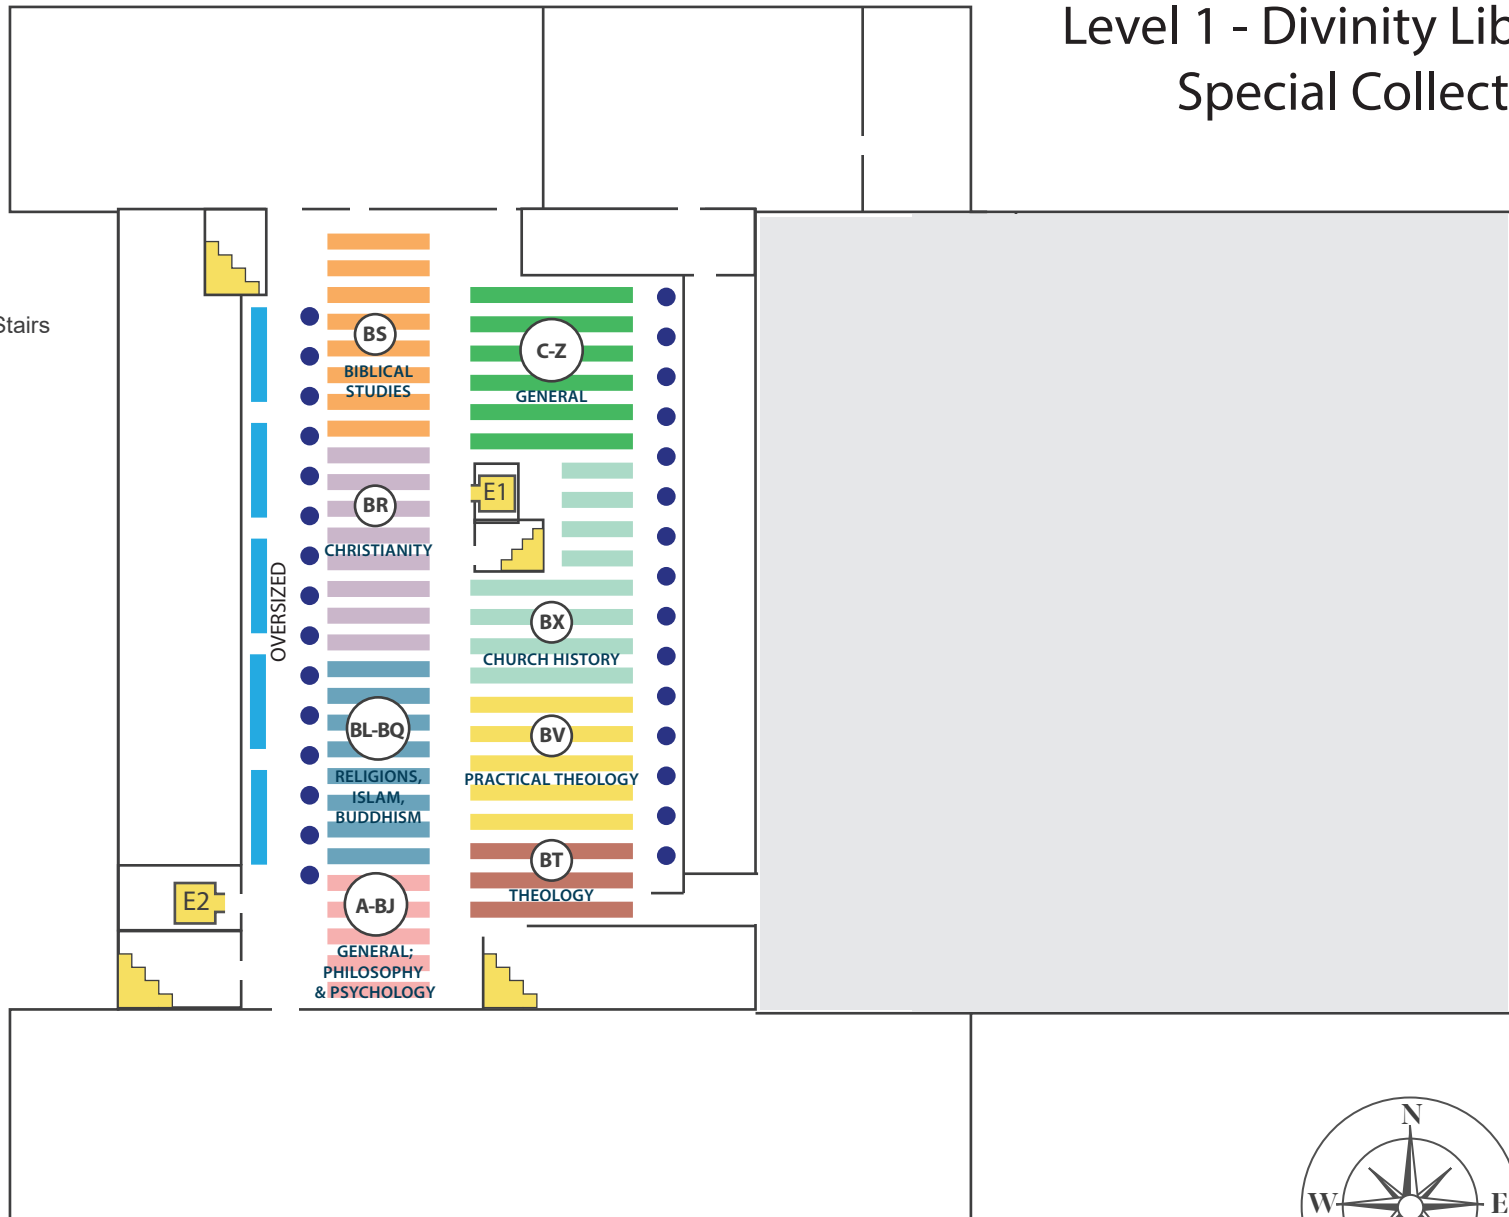 Level 1 - Divinity Lib
Special Collect
Stairs
BS
BIBLICAL
STUDIES
C-Z
GENERAL
E1
BR
CHRISTIANITY
OVERSIZED
BX
CHURCH HISTORY
BL-BQ
RELIGIONS,
ISLAM,
BUDDHISM
BV
PRACTICAL THEOLOGY
BT
THEOLOGY
E2
A-BJ
GENERAL;
PHILOSOPHY
& PSYCHOLOGY
N
W
E